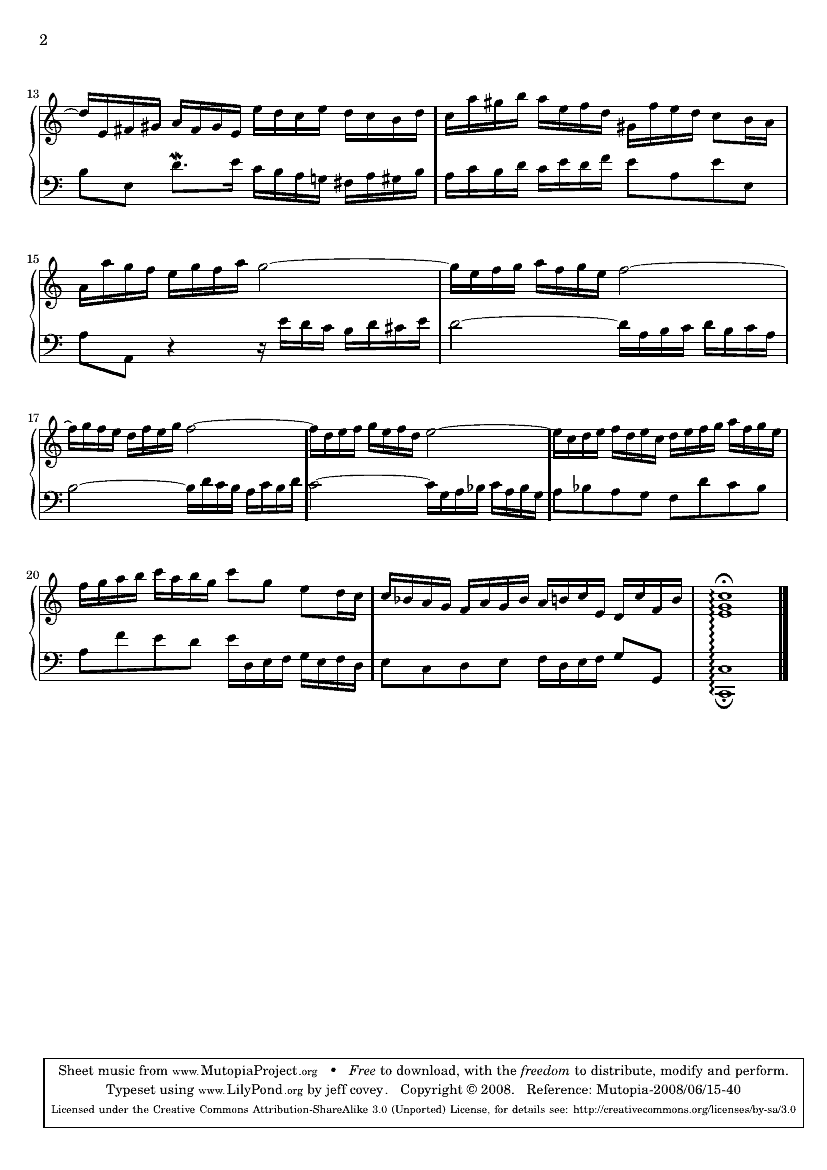 2
13
15
17
20
Sheet music from www.MutopiaProject.org • Free to download, with the freedom to distribute, modify and perform.
Typeset using www.LilyPond.org by jeff covey. Copyright © 2008. Reference: Mutopia-2008/06/15-40
Licensed under the Creative Commons Attribution-ShareAlike 3.0 (Unported) License, for details see: http://creativecommons.org/licenses/by-sa/3.0